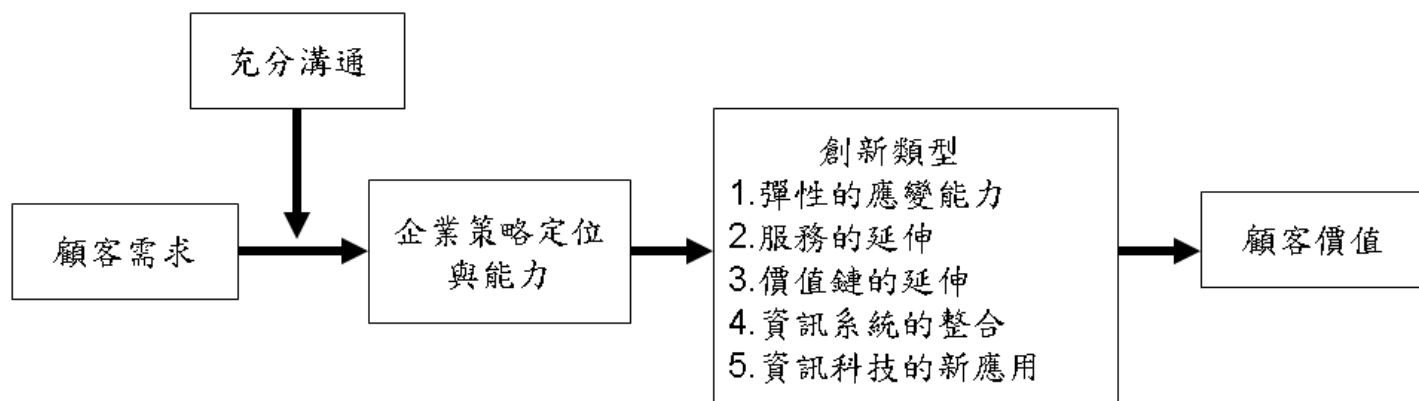 充分溝通
顧客需求
企業策略定位
與能力
創新類型
1.彈性的應變能力
2.服務的延伸
3.價值鏈的延伸
4.資訊系統的整合
5.資訊科技的新應用
顧客價值